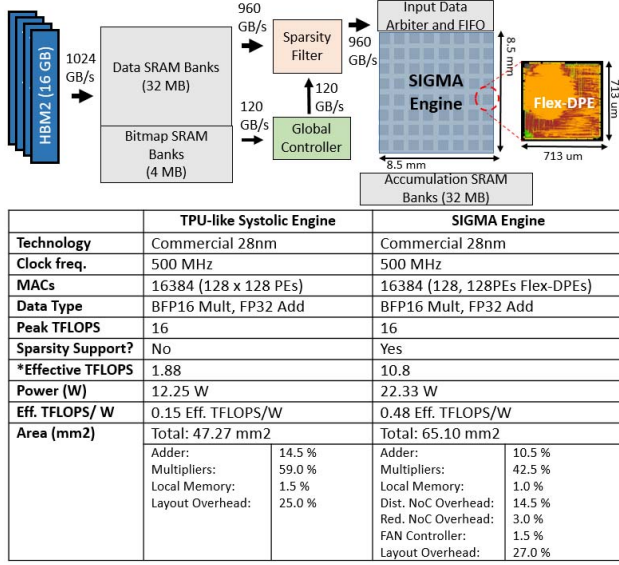 HBM2 (16 GB)
1024
GB/s
Data SRAM Banks
(32 MB)
Bitmap SRAM
Banks
(4 MB)
960
GB/s
120
GB/s
Sparsity
Filter
120
GB/s
Global
Controller
960
GB/s
Input Data
Arbiter and FIFO
SIGMA
Engine
8.5 mm
8.5 mm
Flex-DPE
713 um
713 um
Accumulation SRAM
Banks (32 MB)
TPU-like Systolic Engine SIGMA Engine
Technology Commercial 28nm Commercial 28nm
Clock freq. 500 MHz 500 MHz
MACs 16384 (128 x 128 PEs) 16384 (128, 128PEs Flex-DPEs)
Data Type BFP16 Mult, FP32 Add BFP16 Mult, FP32 Add
Peak TFLOPS 16 16
Sparsity Support? No Yes
*Effective TFLOPS 1.88 10.8
Power (W) 12.25 W 22.33 W
Eff. TFLOPS/ W 0.15 Eff. TFLOPS/W 0.48 Eff. TFLOPS/W
Area (mm2) Total: 47.27 mm2 Total: 65.10 mm2
Adder: 14.5 % Adder: 10.5 %
Multipliers: 59.0 % Multipliers: 42.5 %
Local Memory: 1.5 % Local Memory: 1.0 %
Layout Overhead: 25.0 % Dist. NoC Overhead: 14.5 %
Red. NoC Overhead: 3.0 %
FAN Controller: 1.5 %
Layout Overhead: 27.0 %